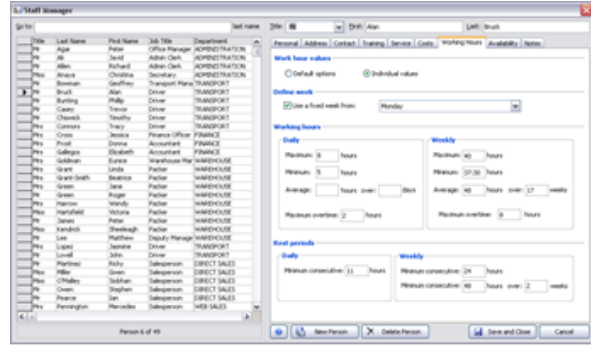 Staff Manager
Go to: last name Title: Mr First: Alan Last: Bruck
Title Last Name First Name Job Title Department
Mr Agar Peter Office Manager ADMINISTRATION
Mr Ali Javid Admin Clerk ADMINISTRATION
Mr Allen Richard Admin Clerk ADMINISTRATION
Miss Anaya Christina Secretary ADMINISTRATION
Mr Bowman Geoffrey Transport Mana TRANSPORT
Mr Bruck Alan Driver TRANSPORT
Mr Bunting Philip Driver TRANSPORT
Mr Casey Trevor Driver TRANSPORT
Mr Chiswick Timothy Driver TRANSPORT
Mr Connors Tracy Driver TRANSPORT
Mrs Cross Jessica Finance Officer FINANCE
Mrs Frost Donna Accountant FINANCE
Mrs Gallegos Elizabeth Accountant FINANCE
Mrs Goldman Eunice Warehouse Man WAREHOUSE
Mrs Grant Linda Packer WAREHOUSE
Mrs Grant-Smith Beatrice Packer WAREHOUSE
Mrs Green Jane Packer WAREHOUSE
Mr Green Roger Packer WAREHOUSE
Mrs Harrow Wendy Packer WAREHOUSE
Miss Hartsfield Victoria Packer WAREHOUSE
Mr James Peter Packer WAREHOUSE
Miss Kendrick Packer WAREHOUSE
Mr Lee Matthew Deputy Manage WAREHOUSE
Mrs Lopez Jasmine Driver TRANSPORT
Mr Lovell John Driver TRANSPORT
Mr Martinez Ricky Salesperson DIRECT SALES
Miss Miller Gwen Salesperson DIRECT SALES
Miss O'Malley Siobhan Salesperson DIRECT SALES
Mr Owen Stephen Salesperson DIRECT SALES
Mr Pearce Ian Salesperson DIRECT SALES
Mrs Pennington Mercedes Salesperson WEB SALES
Person 6 of 49
Personal Address Contact Training Service Costs Working Hours Availability Notes
Work hour values
Default options Individual values
Define week
Use a fixed week from: Monday
Working hours
Daily Weekly
Maximum: 8 hours Maximum: 40 hours
Minimum: 5 hours Minimum: 37:30 hours
Average: hours over: days Average: 48 hours over: 17 weeks
Maximum overtime: 2 hours Maximum overtime: 8 hours
Rest periods
Daily Weekly
Minimum consecutive: 11 hours Minimum consecutive: 24 hours
Minimum consecutive: 48 hours over: 2 weeks
New Person Delete Person Save and Close Cancel